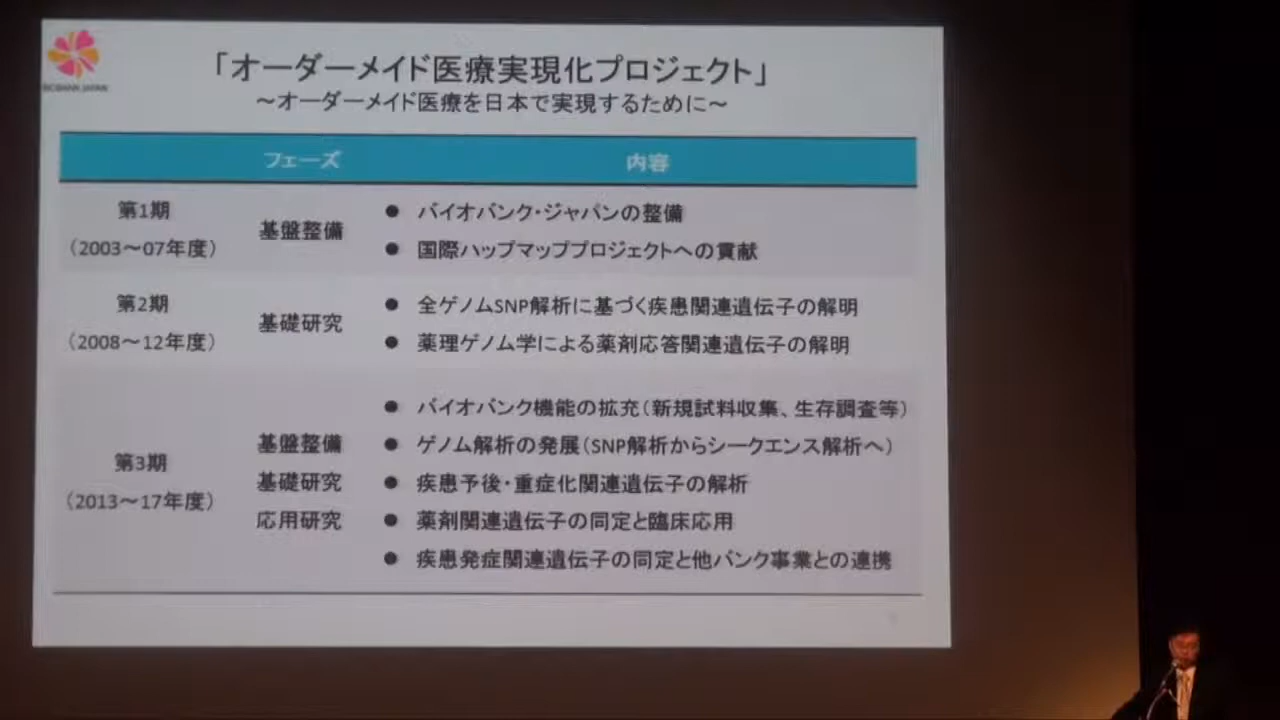 BIOBANK JAPAN
「オーダーメイド医療実現化プロジェクト」
～オーダーメイド医療を日本で実現するために～
フェーズ 内容
第1期
（2003～07年度）
基盤整備
● バイオバンク・ジャパンの整備
● 国際ハップマッププロジェクトへの貢献
第2期
（2008～12年度）
基礎研究
● 全ゲノムSNP解析に基づく疾患関連遺伝子の解明
● 薬理ゲノム学による薬剤応答関連遺伝子の解明
第3期
（2013～17年度）
基盤整備
基礎研究
応用研究
● バイオバンク機能の拡充（新規試料収集、生存調査等）
● ゲノム解析の発展（SNP解析からシークエンス解析へ）
● 疾患予後・重症化関連遺伝子の解析
● 薬剤関連遺伝子の同定と臨床応用
● 疾患発症関連遺伝子の同定と他バンク事業との連携